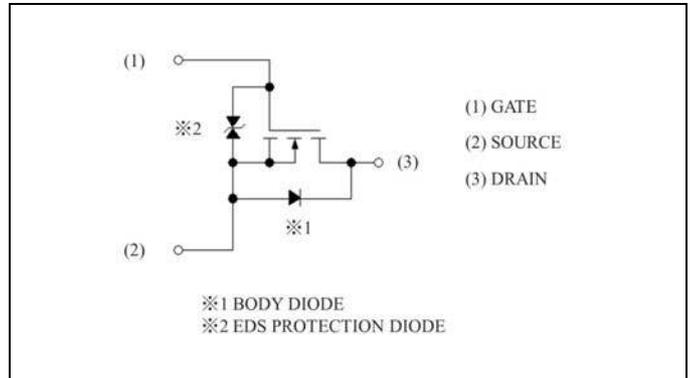 (1)
(1) GATE
※2
(2) SOURCE
(3)
(3) DRAIN
※1
(2)
※1 BODY DIODE
※2 EDS PROTECTION DIODE